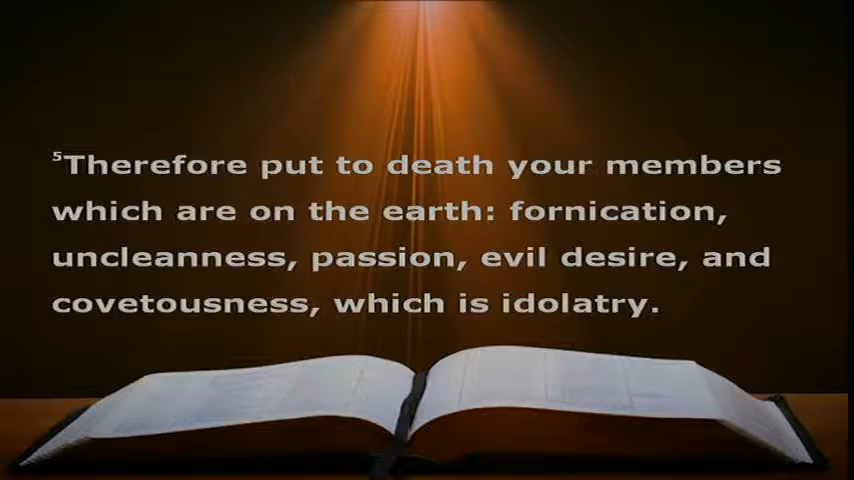 ⁵Therefore put to death your members
which are on the earth: fornication,
uncleanness, passion, evil desire, and
covetousness, which is idolatry.